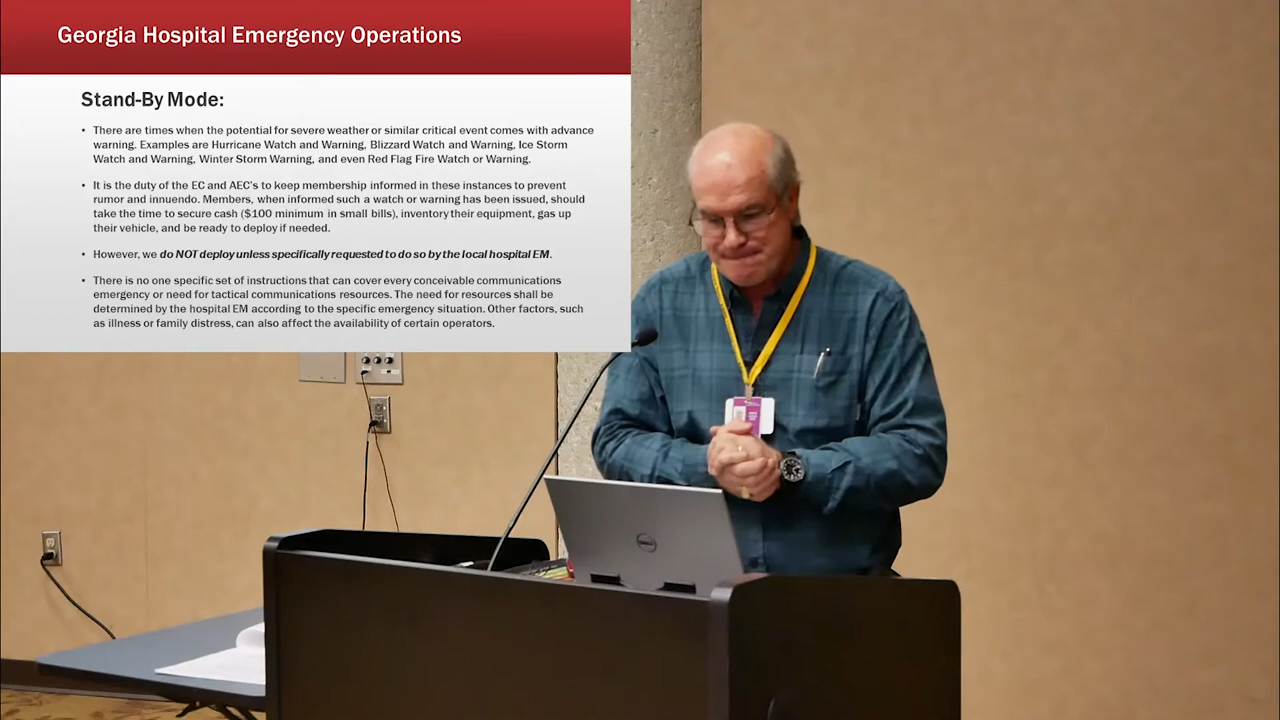 Georgia Hospital Emergency Operations
Stand-By Mode:
• There are times when the potential for severe weather or similar critical event comes with advance
warning. Examples are Hurricane Watch and Warning, Blizzard Watch and Warning, Ice Storm
Watch and Warning, Winter Storm Warning, and even Red Flag Fire Watch or Warning.
• It is the duty of the EC and AEC's to keep membership informed in these instances to prevent
rumor and innuendo. Members, when informed such a watch or warning has been issued, should
take the time to secure cash ($100 minimum in small bills), inventory their equipment, gas up
their vehicle, and be ready to deploy if needed.
• However, we do NOT deploy unless specifically requested to do so by the local hospital EM.
• There is no one specific set of instructions that can cover every conceivable communications
emergency or need for tactical communications resources. The need for resources shall be
determined by the hospital EM according to the specific emergency situation. Other factors, such
as illness or family distress, can also affect the availability of certain operators.
DELL